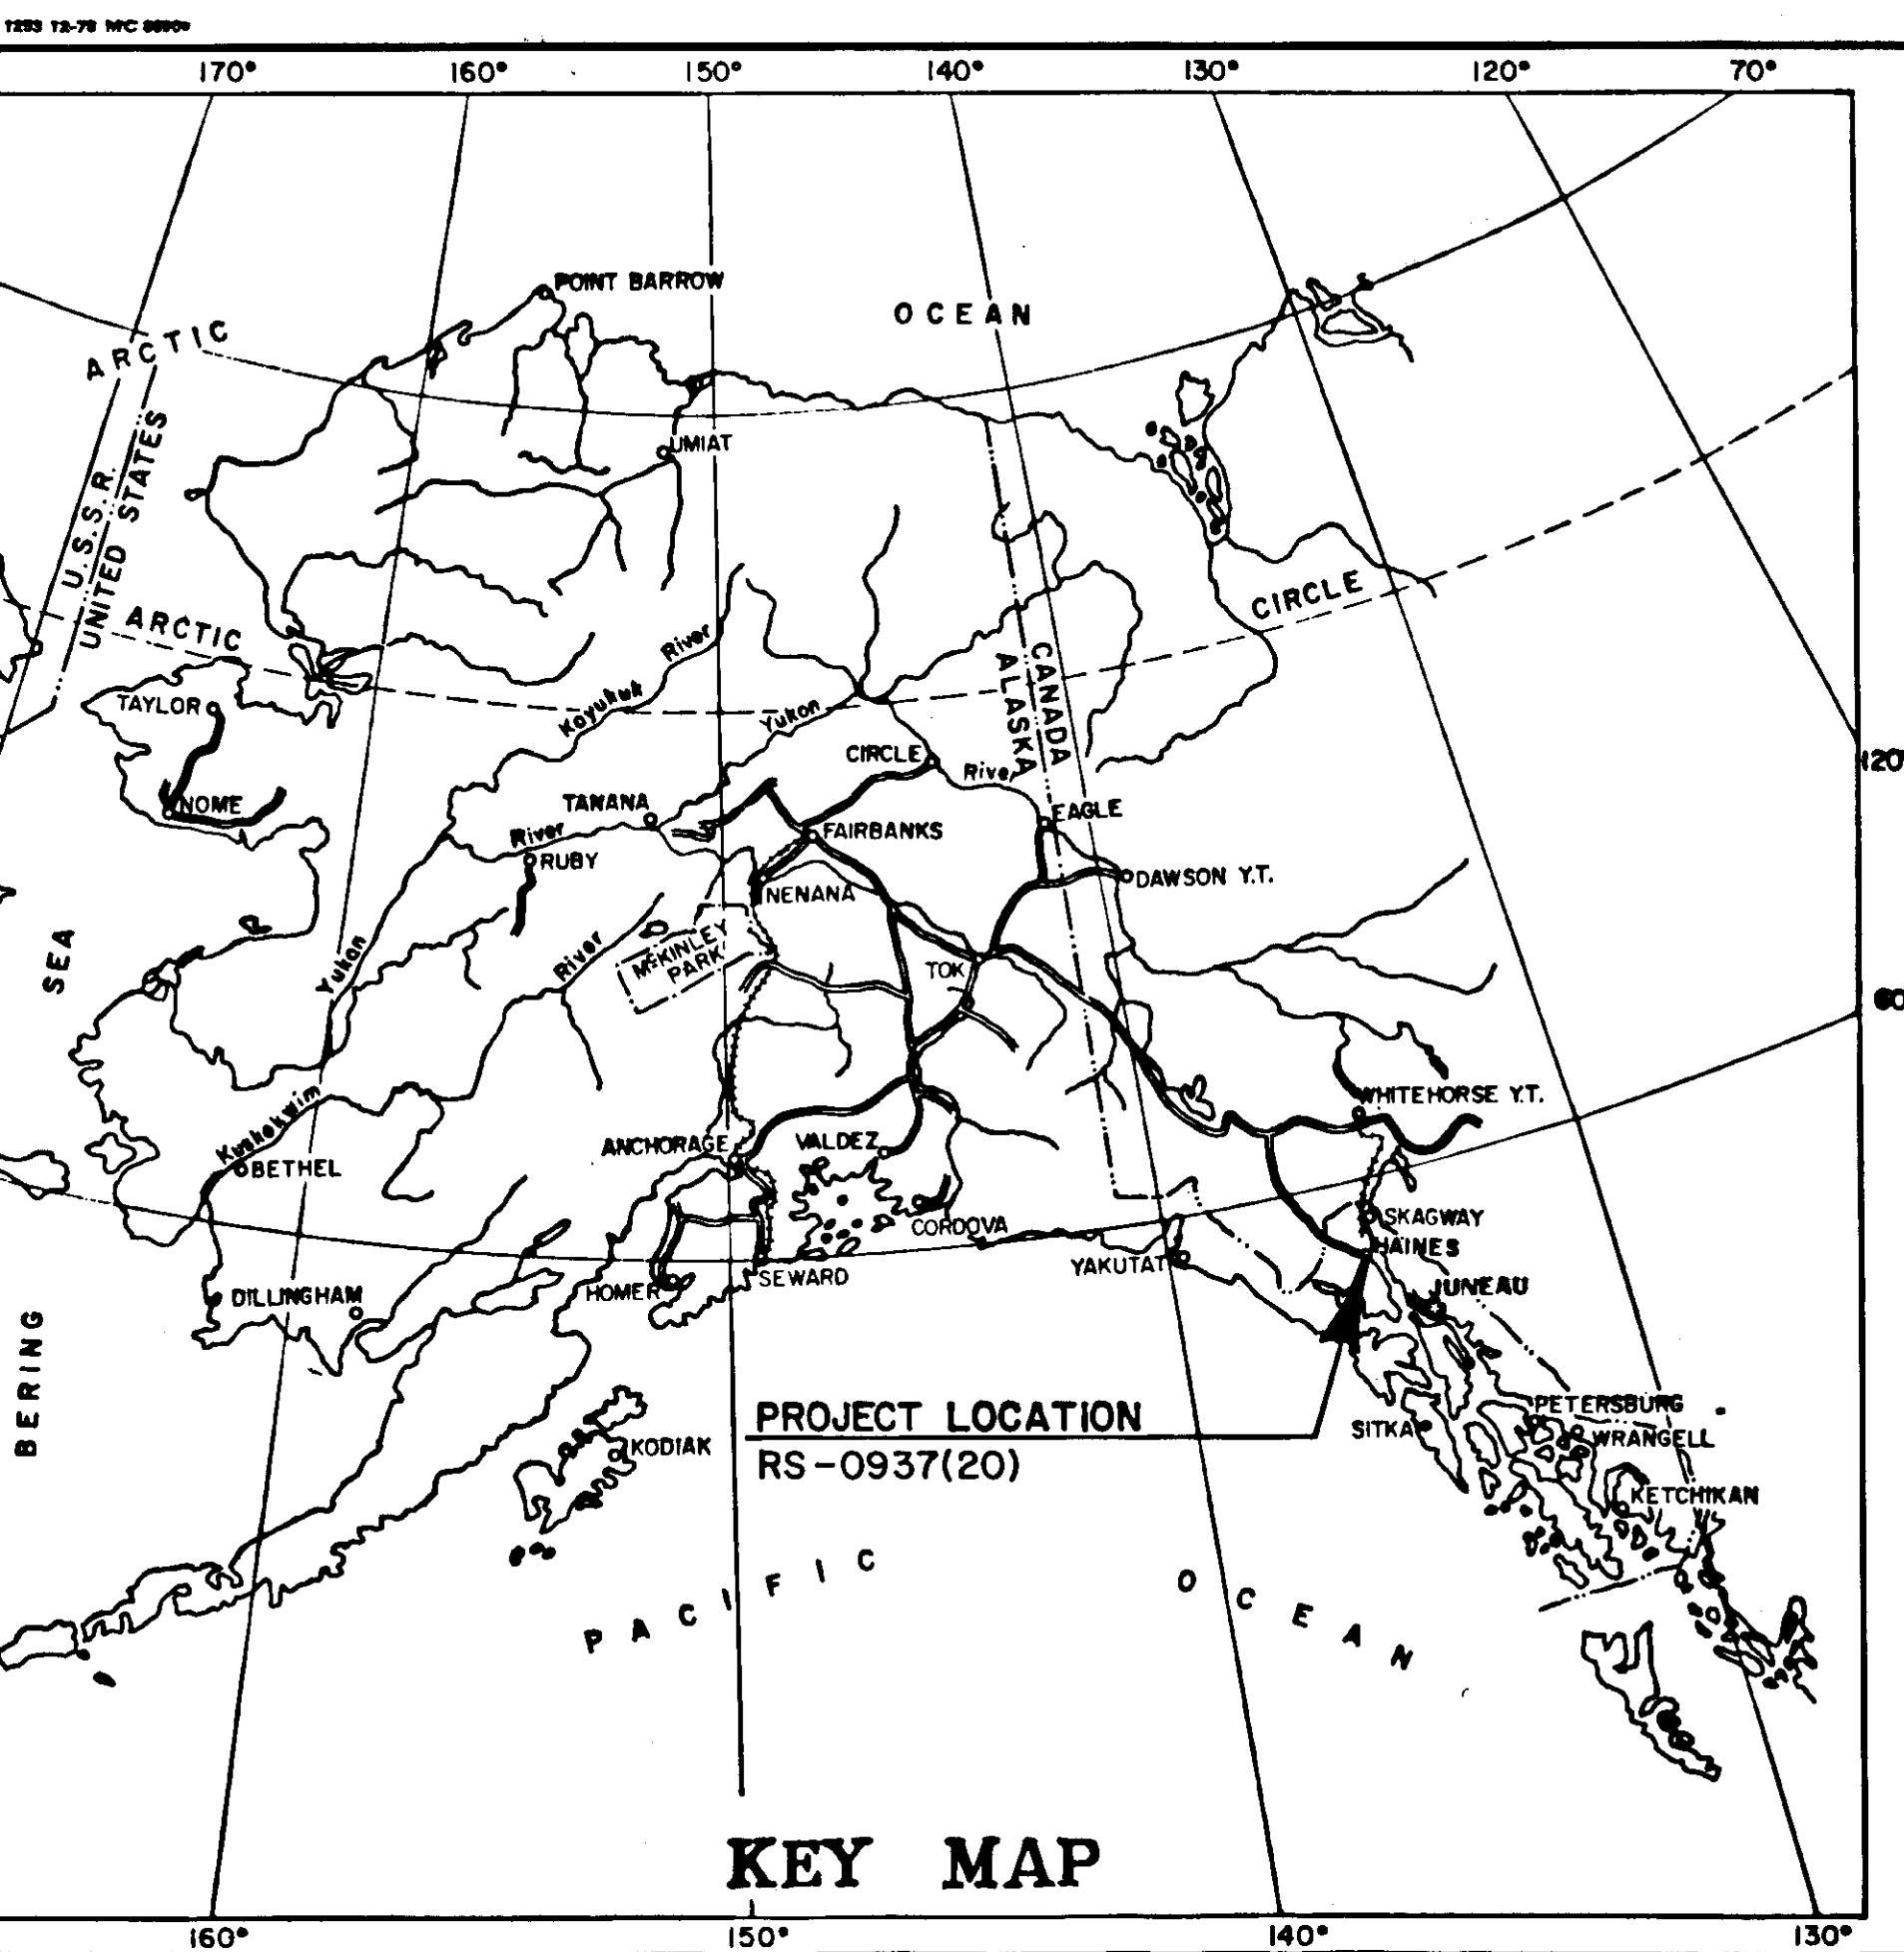 170° 160° 150° 140° 130° 120° 70°
POINT BARROW
OCEAN
ARCTIC
UMIAT
U.S.S.R.
UNITED STATES
ARCTIC
CIRCLE
River
Koyukuk
CANADA
ALASKA
TAYLOR
Yukon
CIRCLE
River
120°
NOME
TANANA
EAGLE
River
FAIRBANKS
RUBY
DAWSON Y.T.
NENANA
SEA
Yukon
River
McKINLEY
PARK
TOK
60
WHITEHORSE Y.T.
Kuskokwim
ANCHORAGE
VALDEZ
BETHEL
SKAGWAY
CORDOVA
HAINES
YAKUTAT
SEWARD
HOMER
DILLINGHAM
JUNEAU
BERING
PETERSBURG
PROJECT LOCATION
SITKA
WRANGELL
KODIAK
RS-0937(20)
KETCHIKAN
PACIFIC
OCEAN
KEY MAP
160° 150° 140° 130°